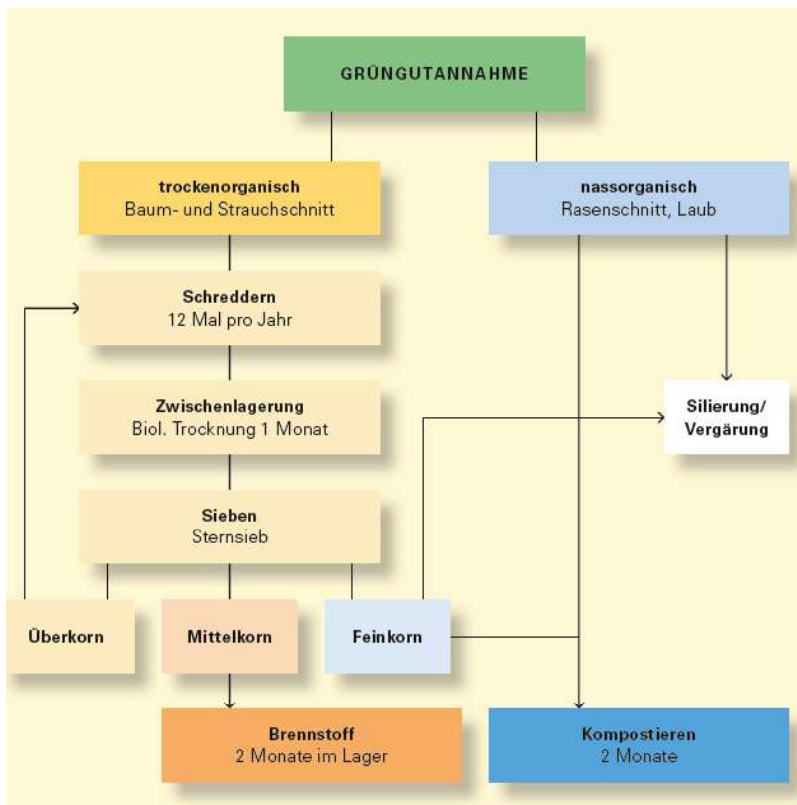 GRÜNGUTANNAHME
trockenorganisch
Baum- und Strauchschnitt
nassorganisch
Rasenschnitt, Laub
Schreddern
12 Mal pro Jahr
Zwischenlagerung
Biol. Trocknung 1 Monat
Silierung/
Vergärung
Sieben
Sternsieb
Überkorn
Mittelkorn
Feinkorn
Brennstoff
2 Monate im Lager
Kompostieren
2 Monate